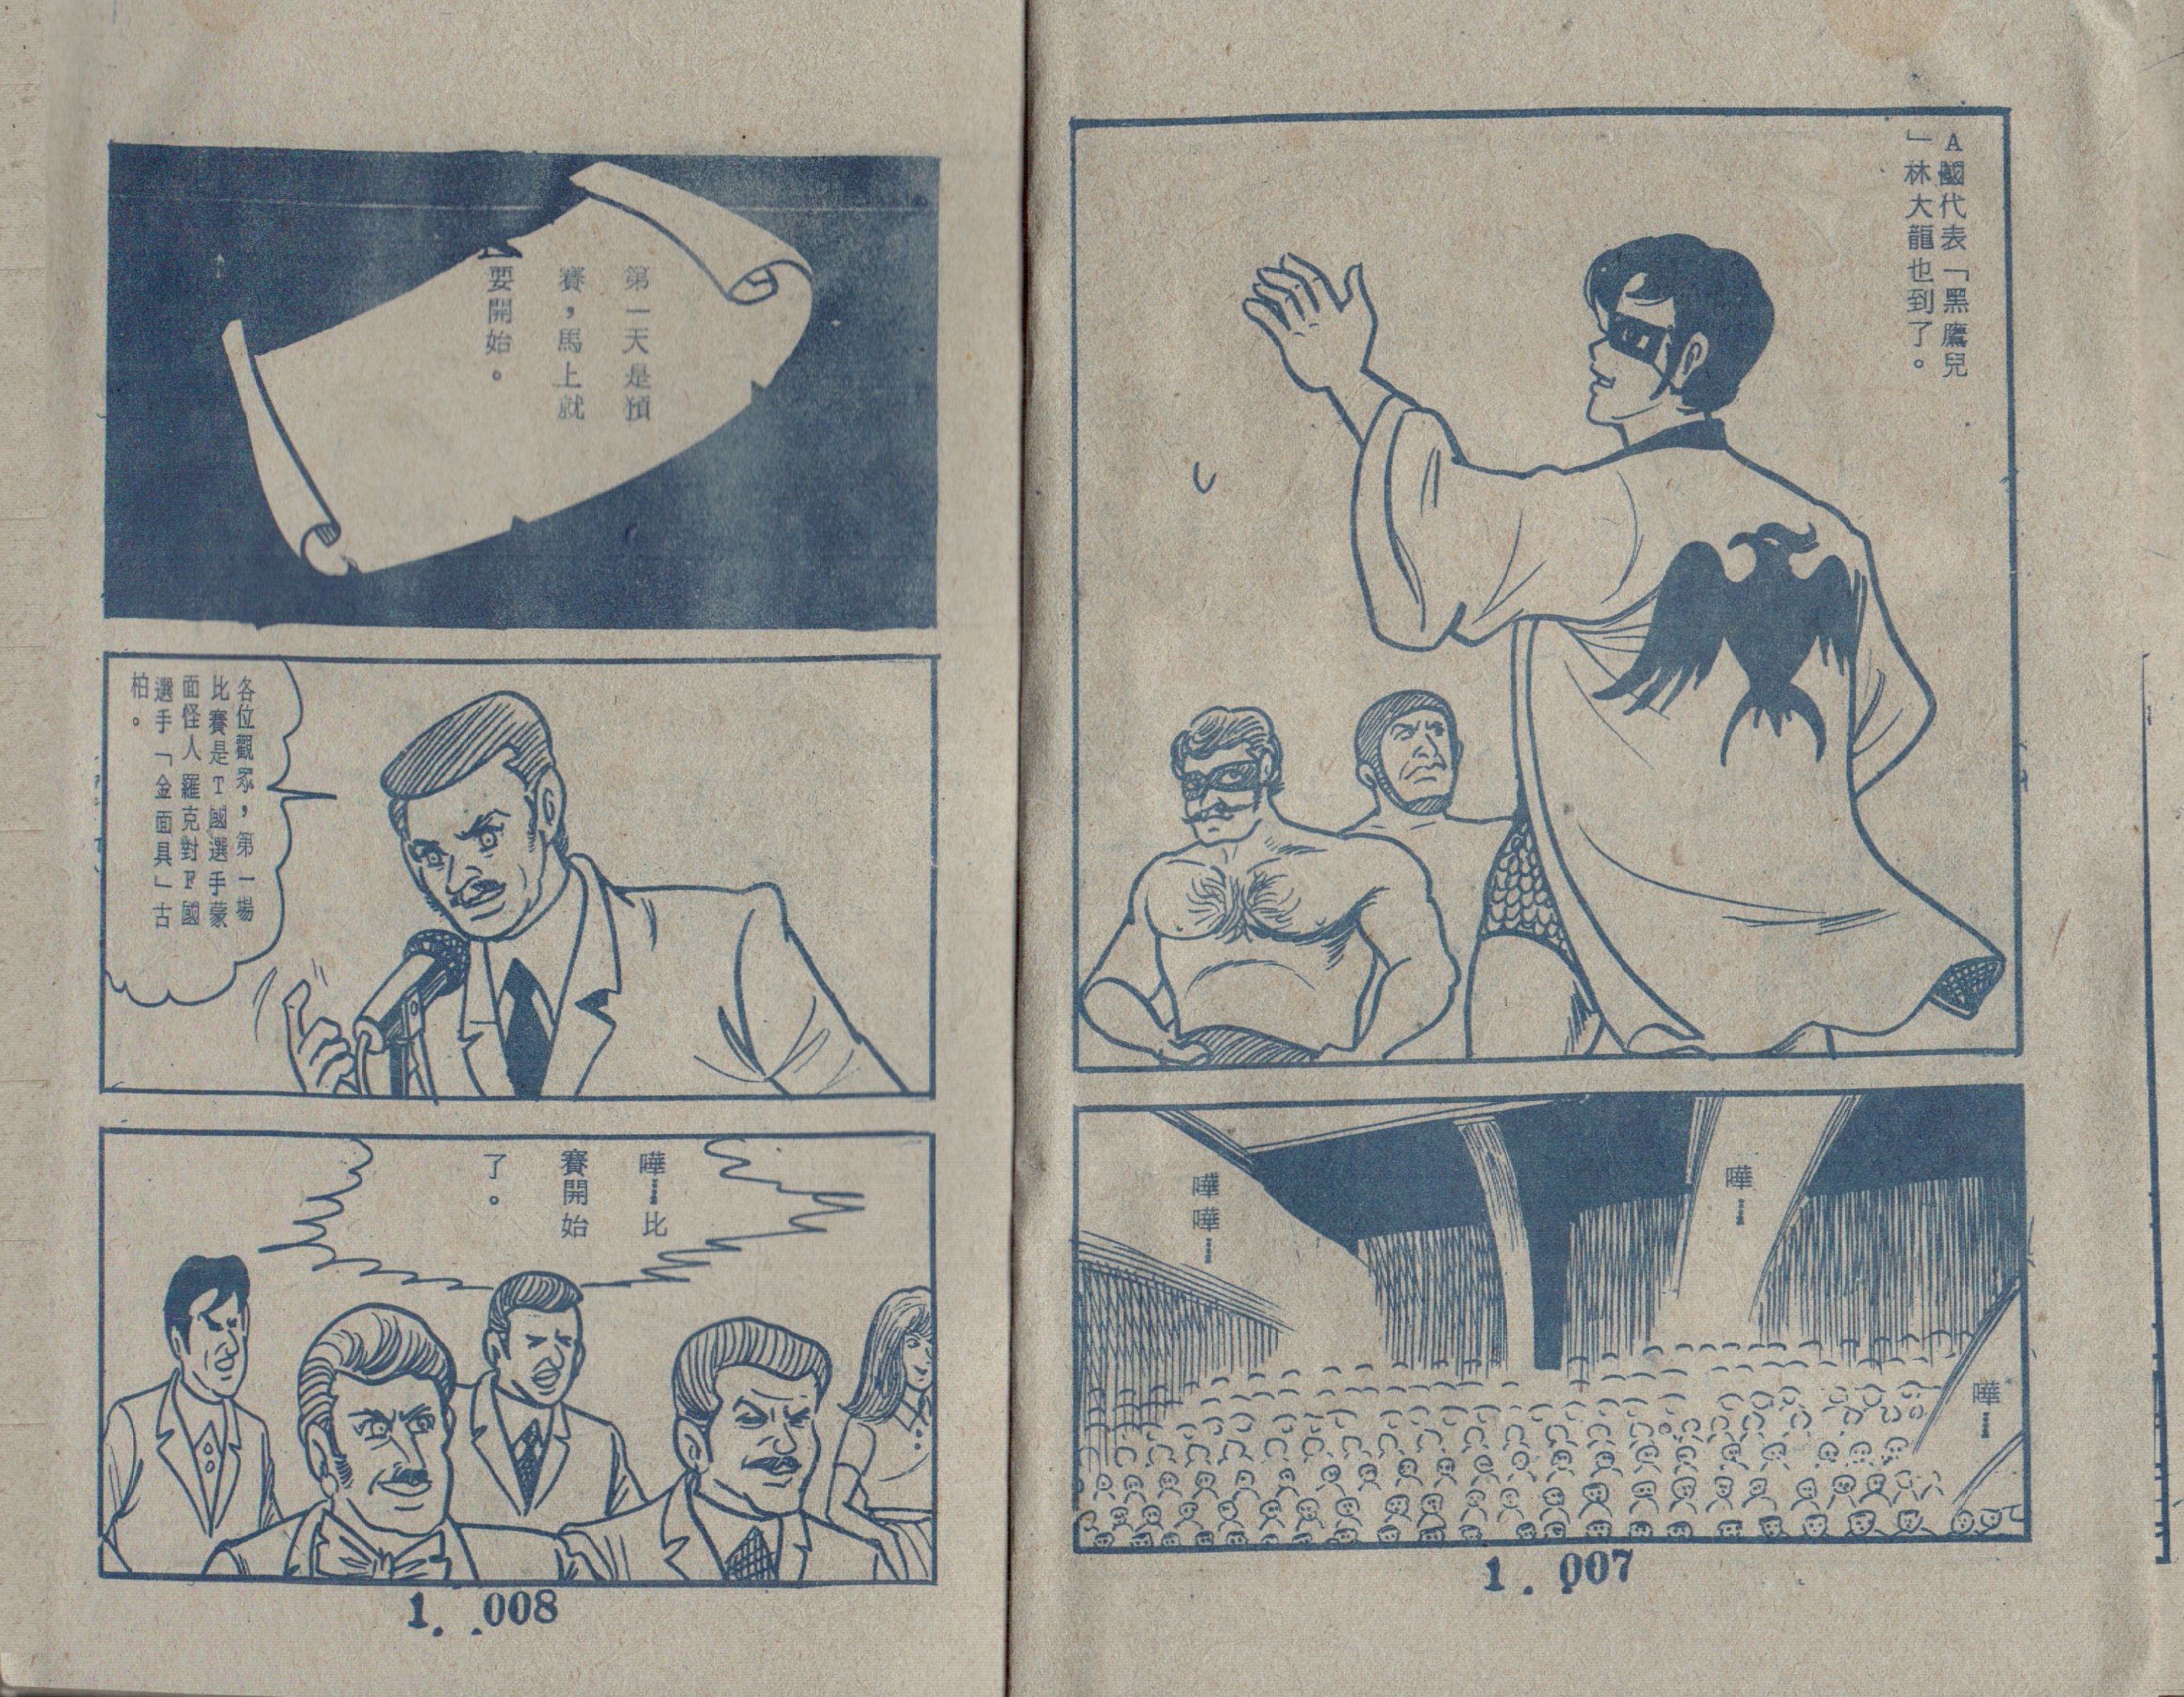 A國代表「黑鷹兒
」林大龍也到了。
嘩……
嘩嘩……
嘩……
1.007
第一天是預
賽，馬上就
要開始。
各位觀眾，第一場
比賽是T國選手蒙
面怪人羅克對F國
選手「金面具」古
柏。
嘩……比
賽開始
了。
1..008